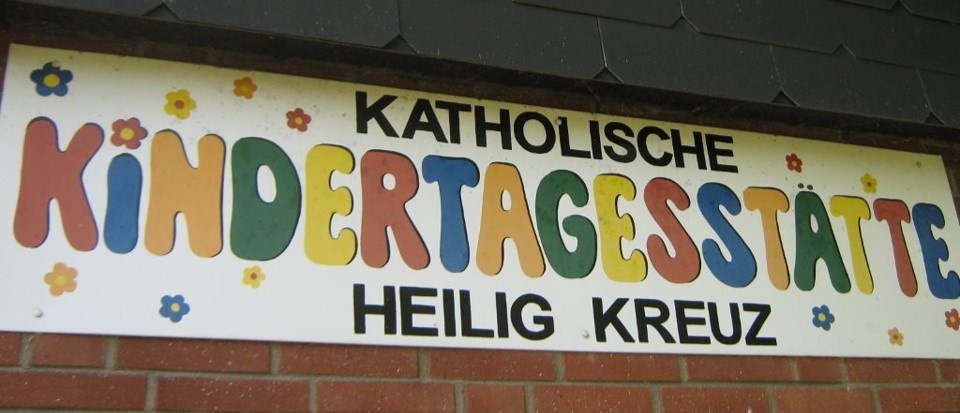 KATHOLISCHE
KiNDERTAGESSTÄTTE
HEILIG KREUZ